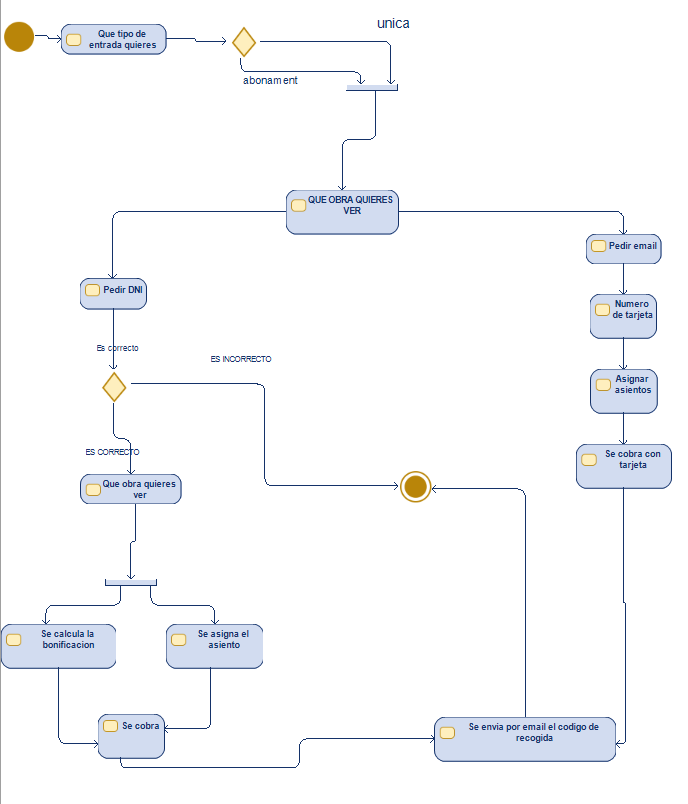 unica
Que tipo de
entrada quieres
abonament
QUE OBRA QUIERES
VER
Pedir email
Pedir DNI
Numero
de tarjeta
Es correcto
ES INCORRECTO
Asignar
asientos
ES CORRECTO
Se cobra con
tarjeta
Que obra quieres
ver
Se calcula la
bonificacion
Se asigna el
asiento
Se cobra
Se envia por email el codigo de
recogida